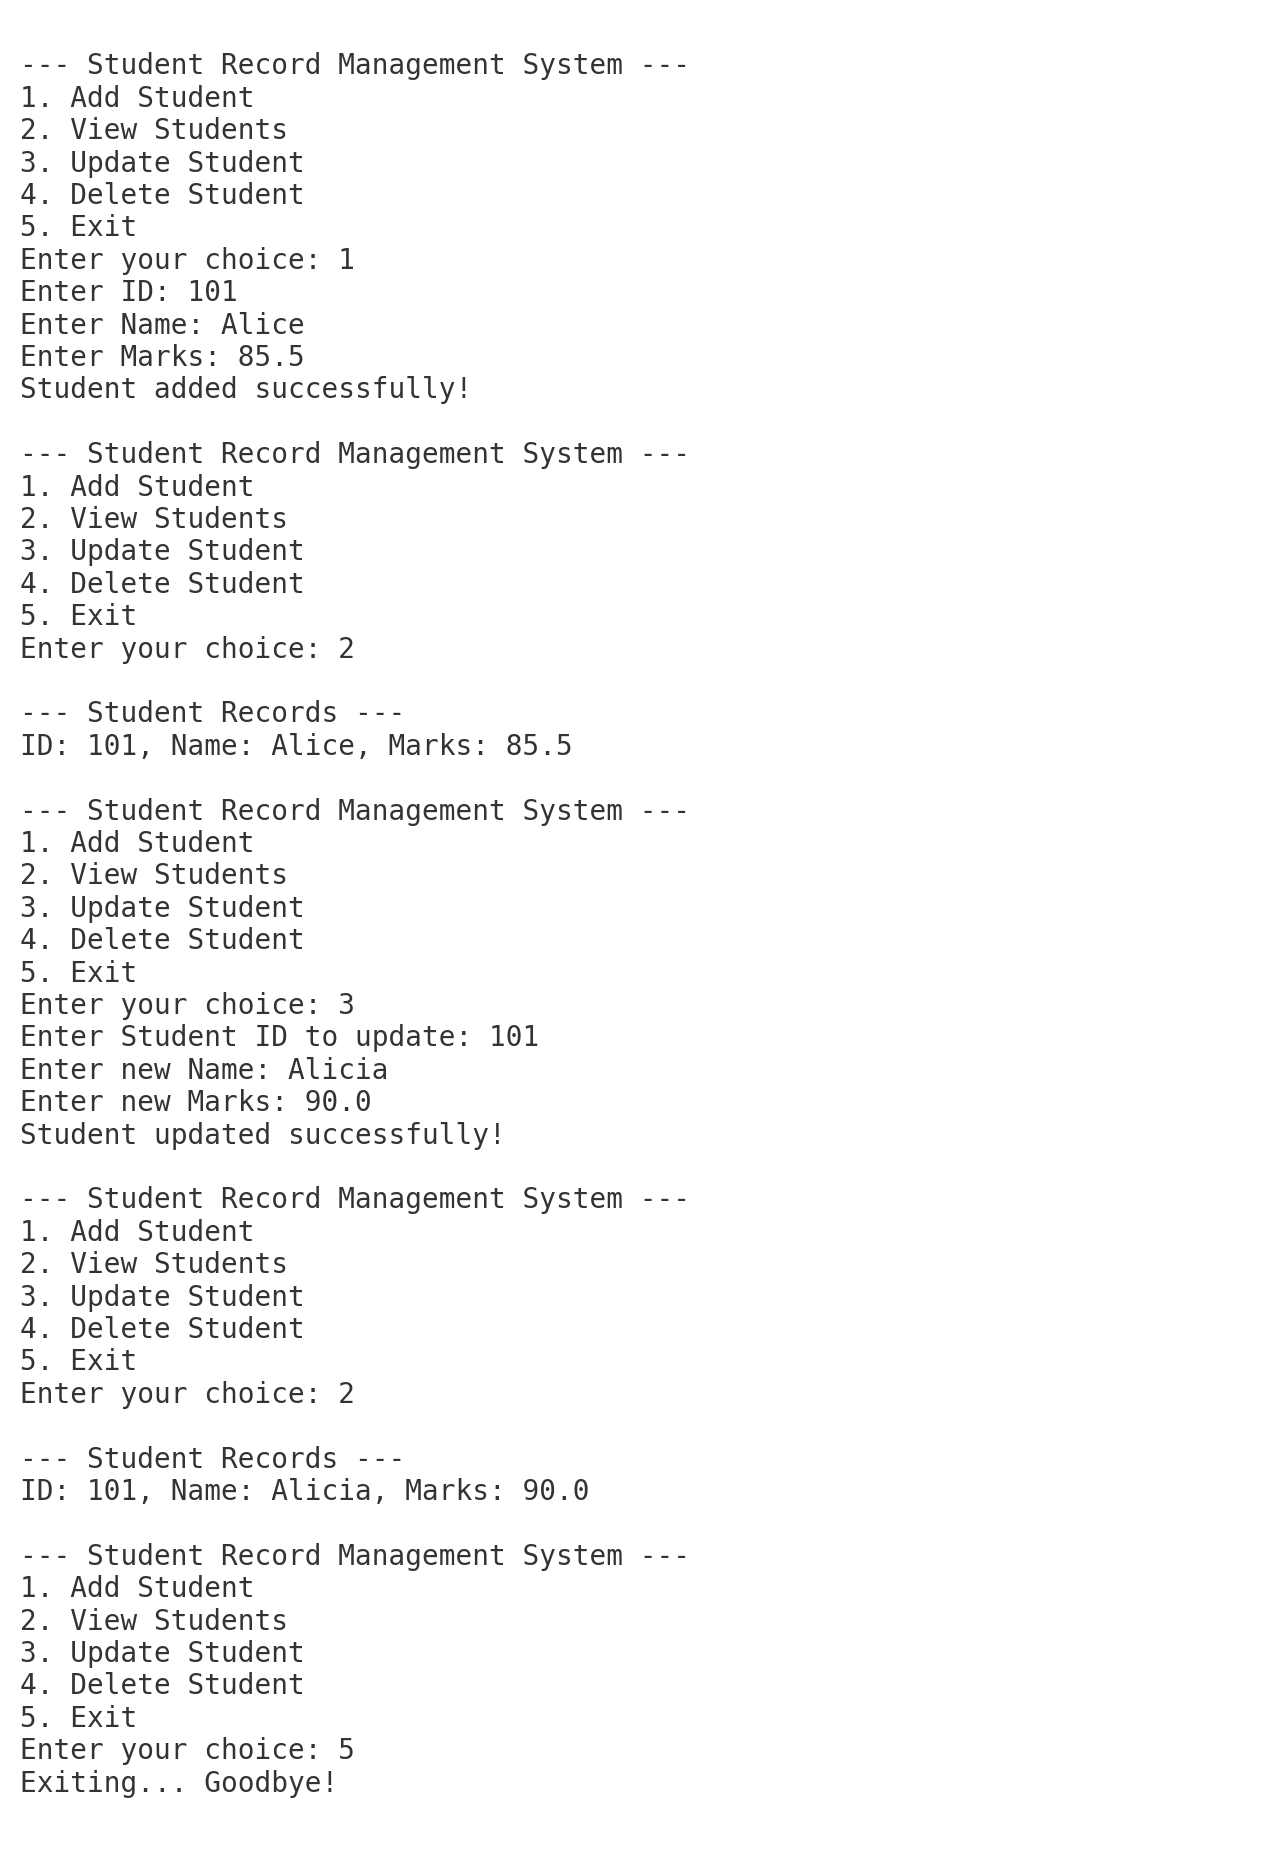 --- Student Record Management System ---
1. Add Student
2. View Students
3. Update Student
4. Delete Student
5. Exit
Enter your choice: 1
Enter ID: 101
Enter Name: Alice
Enter Marks: 85.5
Student added successfully!

--- Student Record Management System ---
1. Add Student
2. View Students
3. Update Student
4. Delete Student
5. Exit
Enter your choice: 2

--- Student Records ---
ID: 101, Name: Alice, Marks: 85.5

--- Student Record Management System ---
1. Add Student
2. View Students
3. Update Student
4. Delete Student
5. Exit
Enter your choice: 3
Enter Student ID to update: 101
Enter new Name: Alicia
Enter new Marks: 90.0
Student updated successfully!

--- Student Record Management System ---
1. Add Student
2. View Students
3. Update Student
4. Delete Student
5. Exit
Enter your choice: 2

--- Student Records ---
ID: 101, Name: Alicia, Marks: 90.0

--- Student Record Management System ---
1. Add Student
2. View Students
3. Update Student
4. Delete Student
5. Exit
Enter your choice: 5
Exiting... Goodbye!